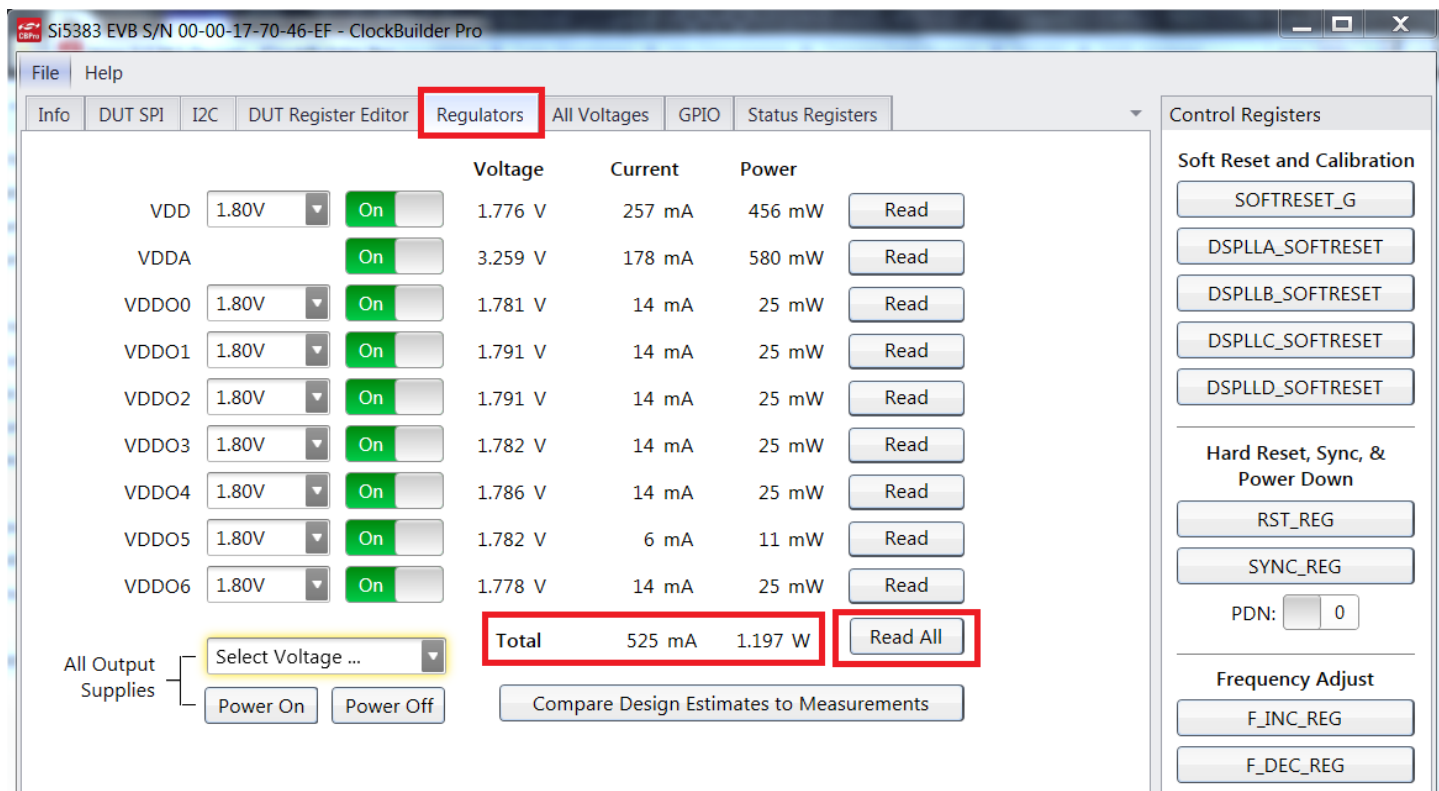 CBPro Si5383 EVB S/N 00-00-17-70-46-EF - ClockBuilder Pro
File Help
Info DUT SPI I2C DUT Register Editor Regulators All Voltages GPIO Status Registers
Voltage Current Power
VDD 1.80V On 1.776 V 257 mA 456 mW Read
VDDA On 3.259 V 178 mA 580 mW Read
VDDO0 1.80V On 1.781 V 14 mA 25 mW Read
VDDO1 1.80V On 1.791 V 14 mA 25 mW Read
VDDO2 1.80V On 1.791 V 14 mA 25 mW Read
VDDO3 1.80V On 1.782 V 14 mA 25 mW Read
VDDO4 1.80V On 1.786 V 14 mA 25 mW Read
VDDO5 1.80V On 1.782 V 6 mA 11 mW Read
VDDO6 1.80V On 1.778 V 14 mA 25 mW Read
Total 525 mA 1.197 W Read All
All Output
Supplies
Select Voltage ...
Power On Power Off
Compare Design Estimates to Measurements
Control Registers
Soft Reset and Calibration
SOFTRESET_G
DSPLLA_SOFTRESET
DSPLLB_SOFTRESET
DSPLLC_SOFTRESET
DSPLLD_SOFTRESET
Hard Reset, Sync, &
Power Down
RST_REG
SYNC_REG
PDN: 0
Frequency Adjust
F_INC_REG
F_DEC_REG